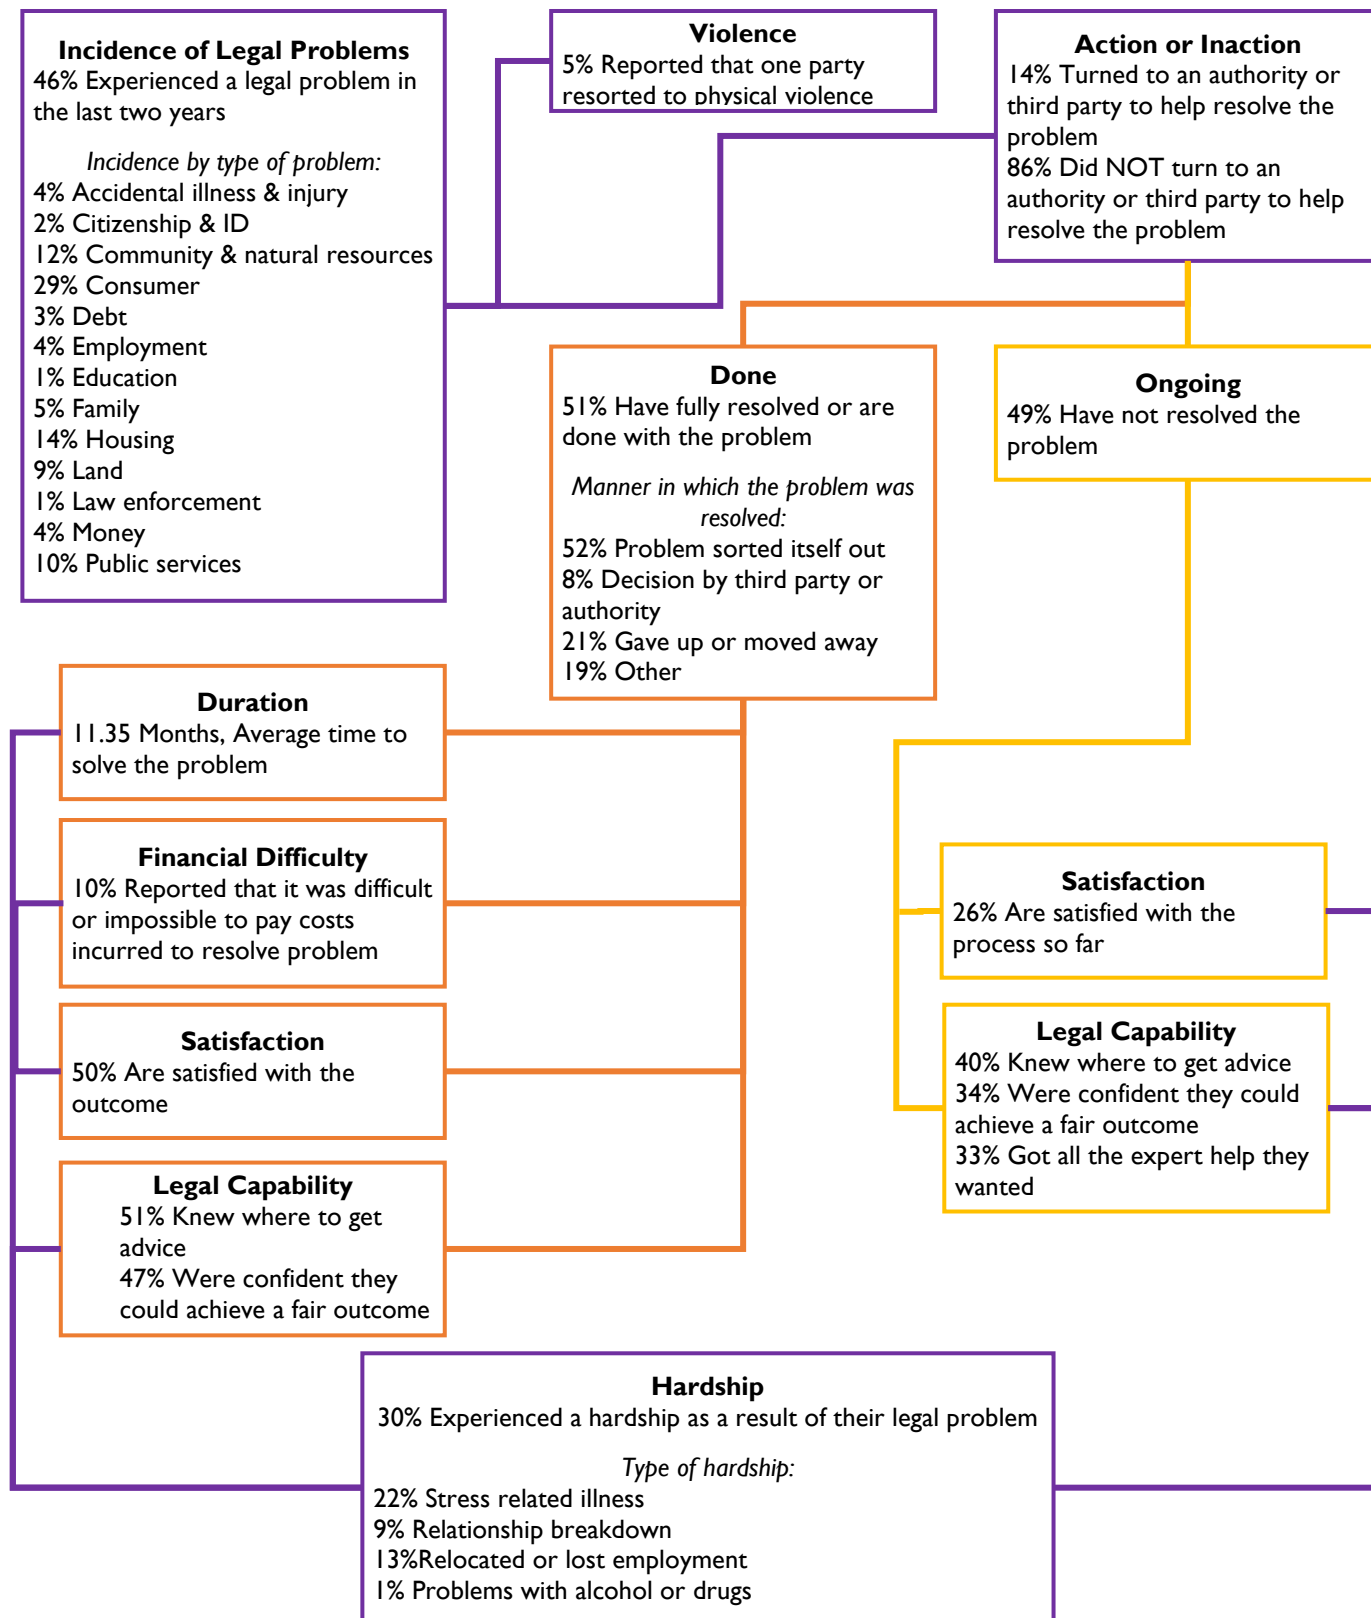 Incidence of Legal Problems
46% Experienced a legal problem in
the last two years
Incidence by type of problem:
4% Accidental illness & injury
2% Citizenship & ID
12% Community & natural resources
29% Consumer
3% Debt
4% Employment
1% Education
5% Family
14% Housing
9% Land
1% Law enforcement
4% Money
10% Public services
Violence
5% Reported that one party
resorted to physical violence
Action or Inaction
14% Turned to an authority or
third party to help resolve the
problem
86% Did NOT turn to an
authority or third party to help
resolve the problem
Done
51% Have fully resolved or are
done with the problem
Manner in which the problem was
resolved:
52% Problem sorted itself out
8% Decision by third party or
authority
21% Gave up or moved away
19% Other
Ongoing
49% Have not resolved the
problem
Duration
11.35 Months, Average time to
solve the problem
Financial Difficulty
10% Reported that it was difficult
or impossible to pay costs
incurred to resolve problem
Satisfaction
50% Are satisfied with the
outcome
Legal Capability
51% Knew where to get
advice
47% Were confident they
could achieve a fair outcome
Satisfaction
26% Are satisfied with the
process so far
Legal Capability
40% Knew where to get advice
34% Were confident they could
achieve a fair outcome
33% Got all the expert help they
wanted
Hardship
30% Experienced a hardship as a result of their legal problem
Type of hardship:
22% Stress related illness
9% Relationship breakdown
13%Relocated or lost employment
1% Problems with alcohol or drugs